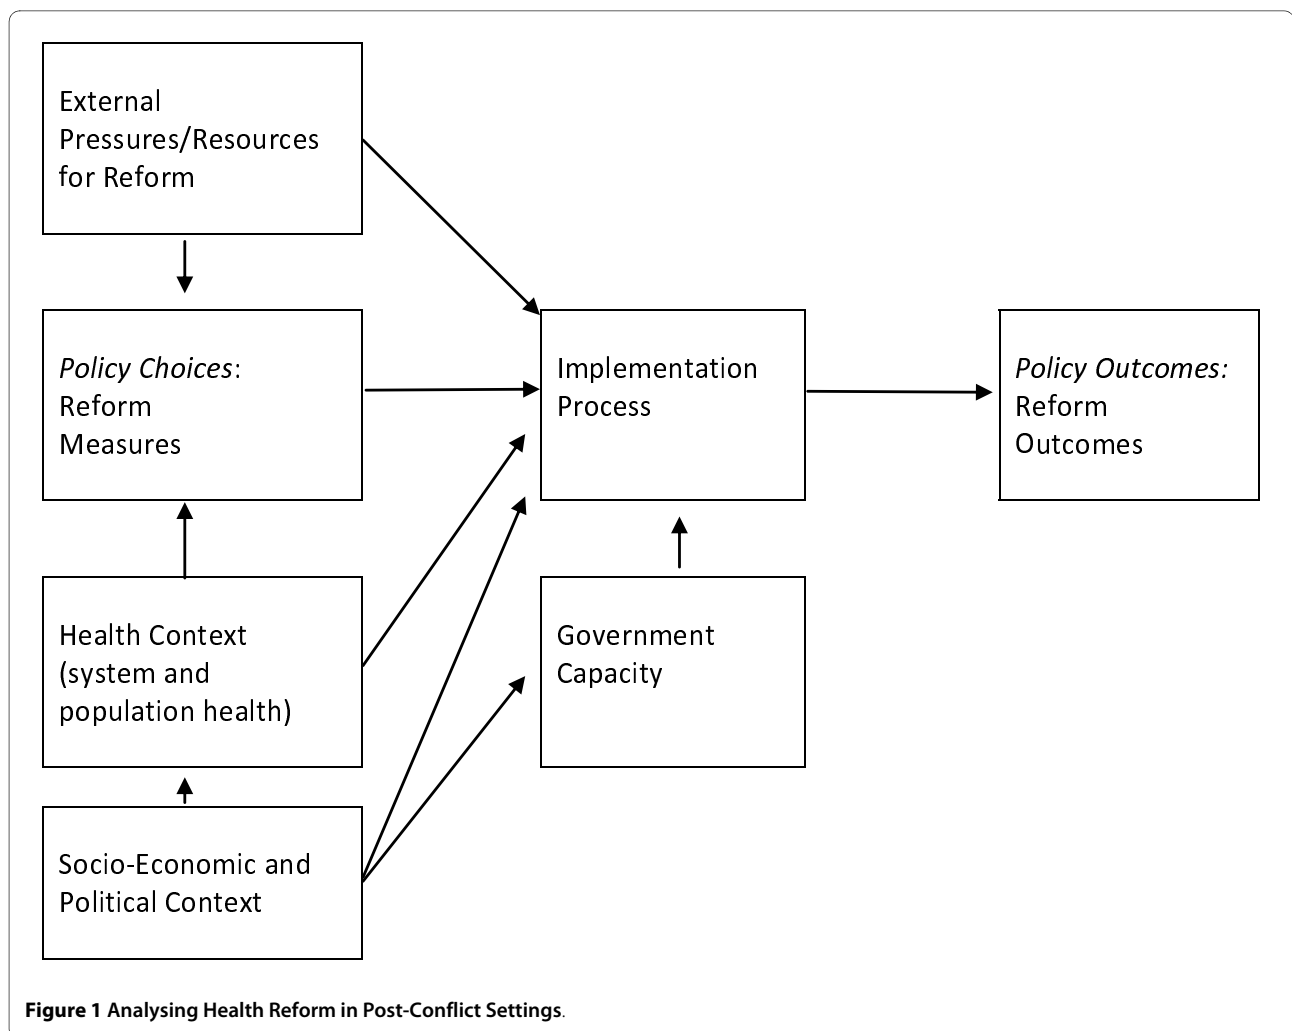 External
Pressures/Resources
for Reform
Policy Choices:
Reform
Measures
Implementation
Process
Policy Outcomes:
Reform
Outcomes
Health Context
(system and
population health)
Government
Capacity
Socio-Economic and
Political Context
Figure 1 Analysing Health Reform in Post-Conflict Settings.